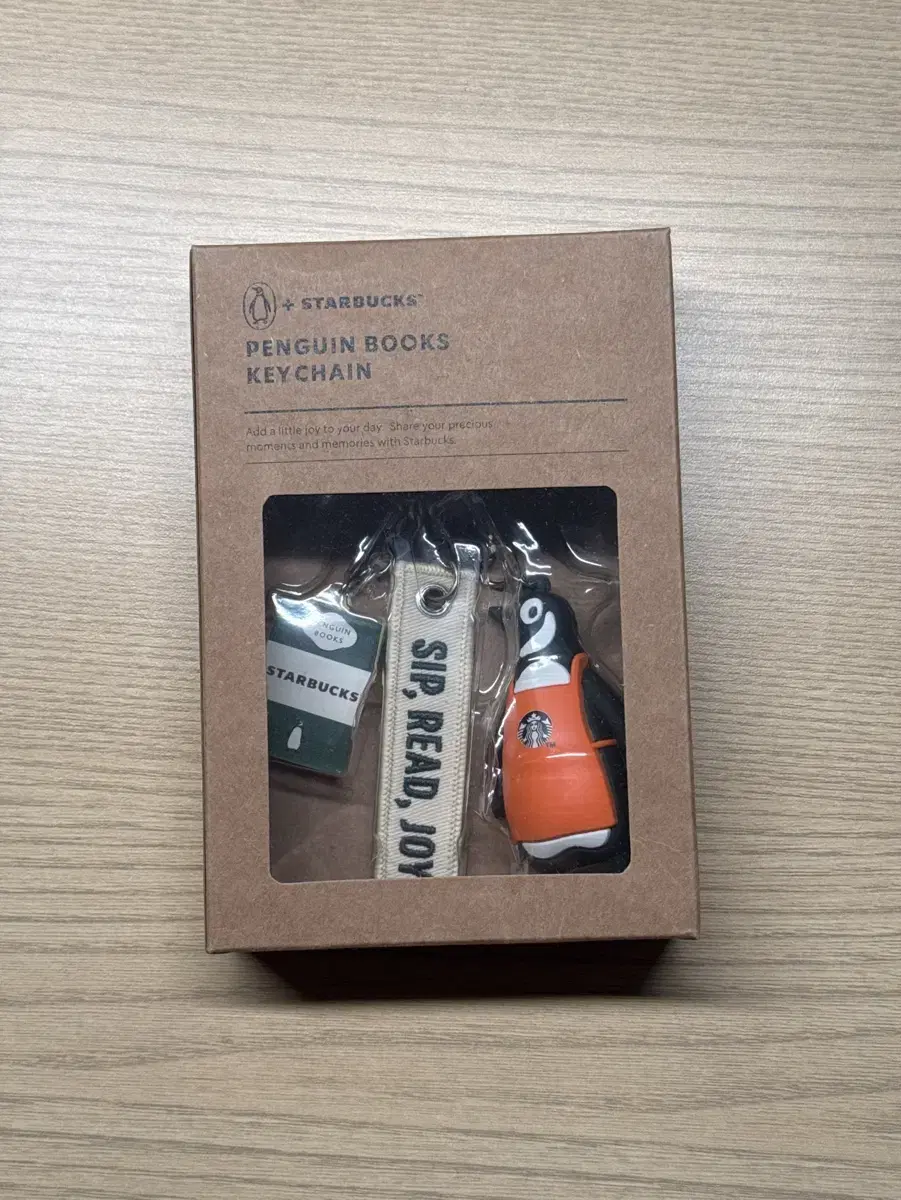 + STARBUCKS™
PENGUIN BOOKS
KEYCHAIN
Add a little joy to your day. Share your precious
moments and memories with Starbucks.
PENGUIN
BOOKS
STARBUCKS
SIP, READ, JOY
TM